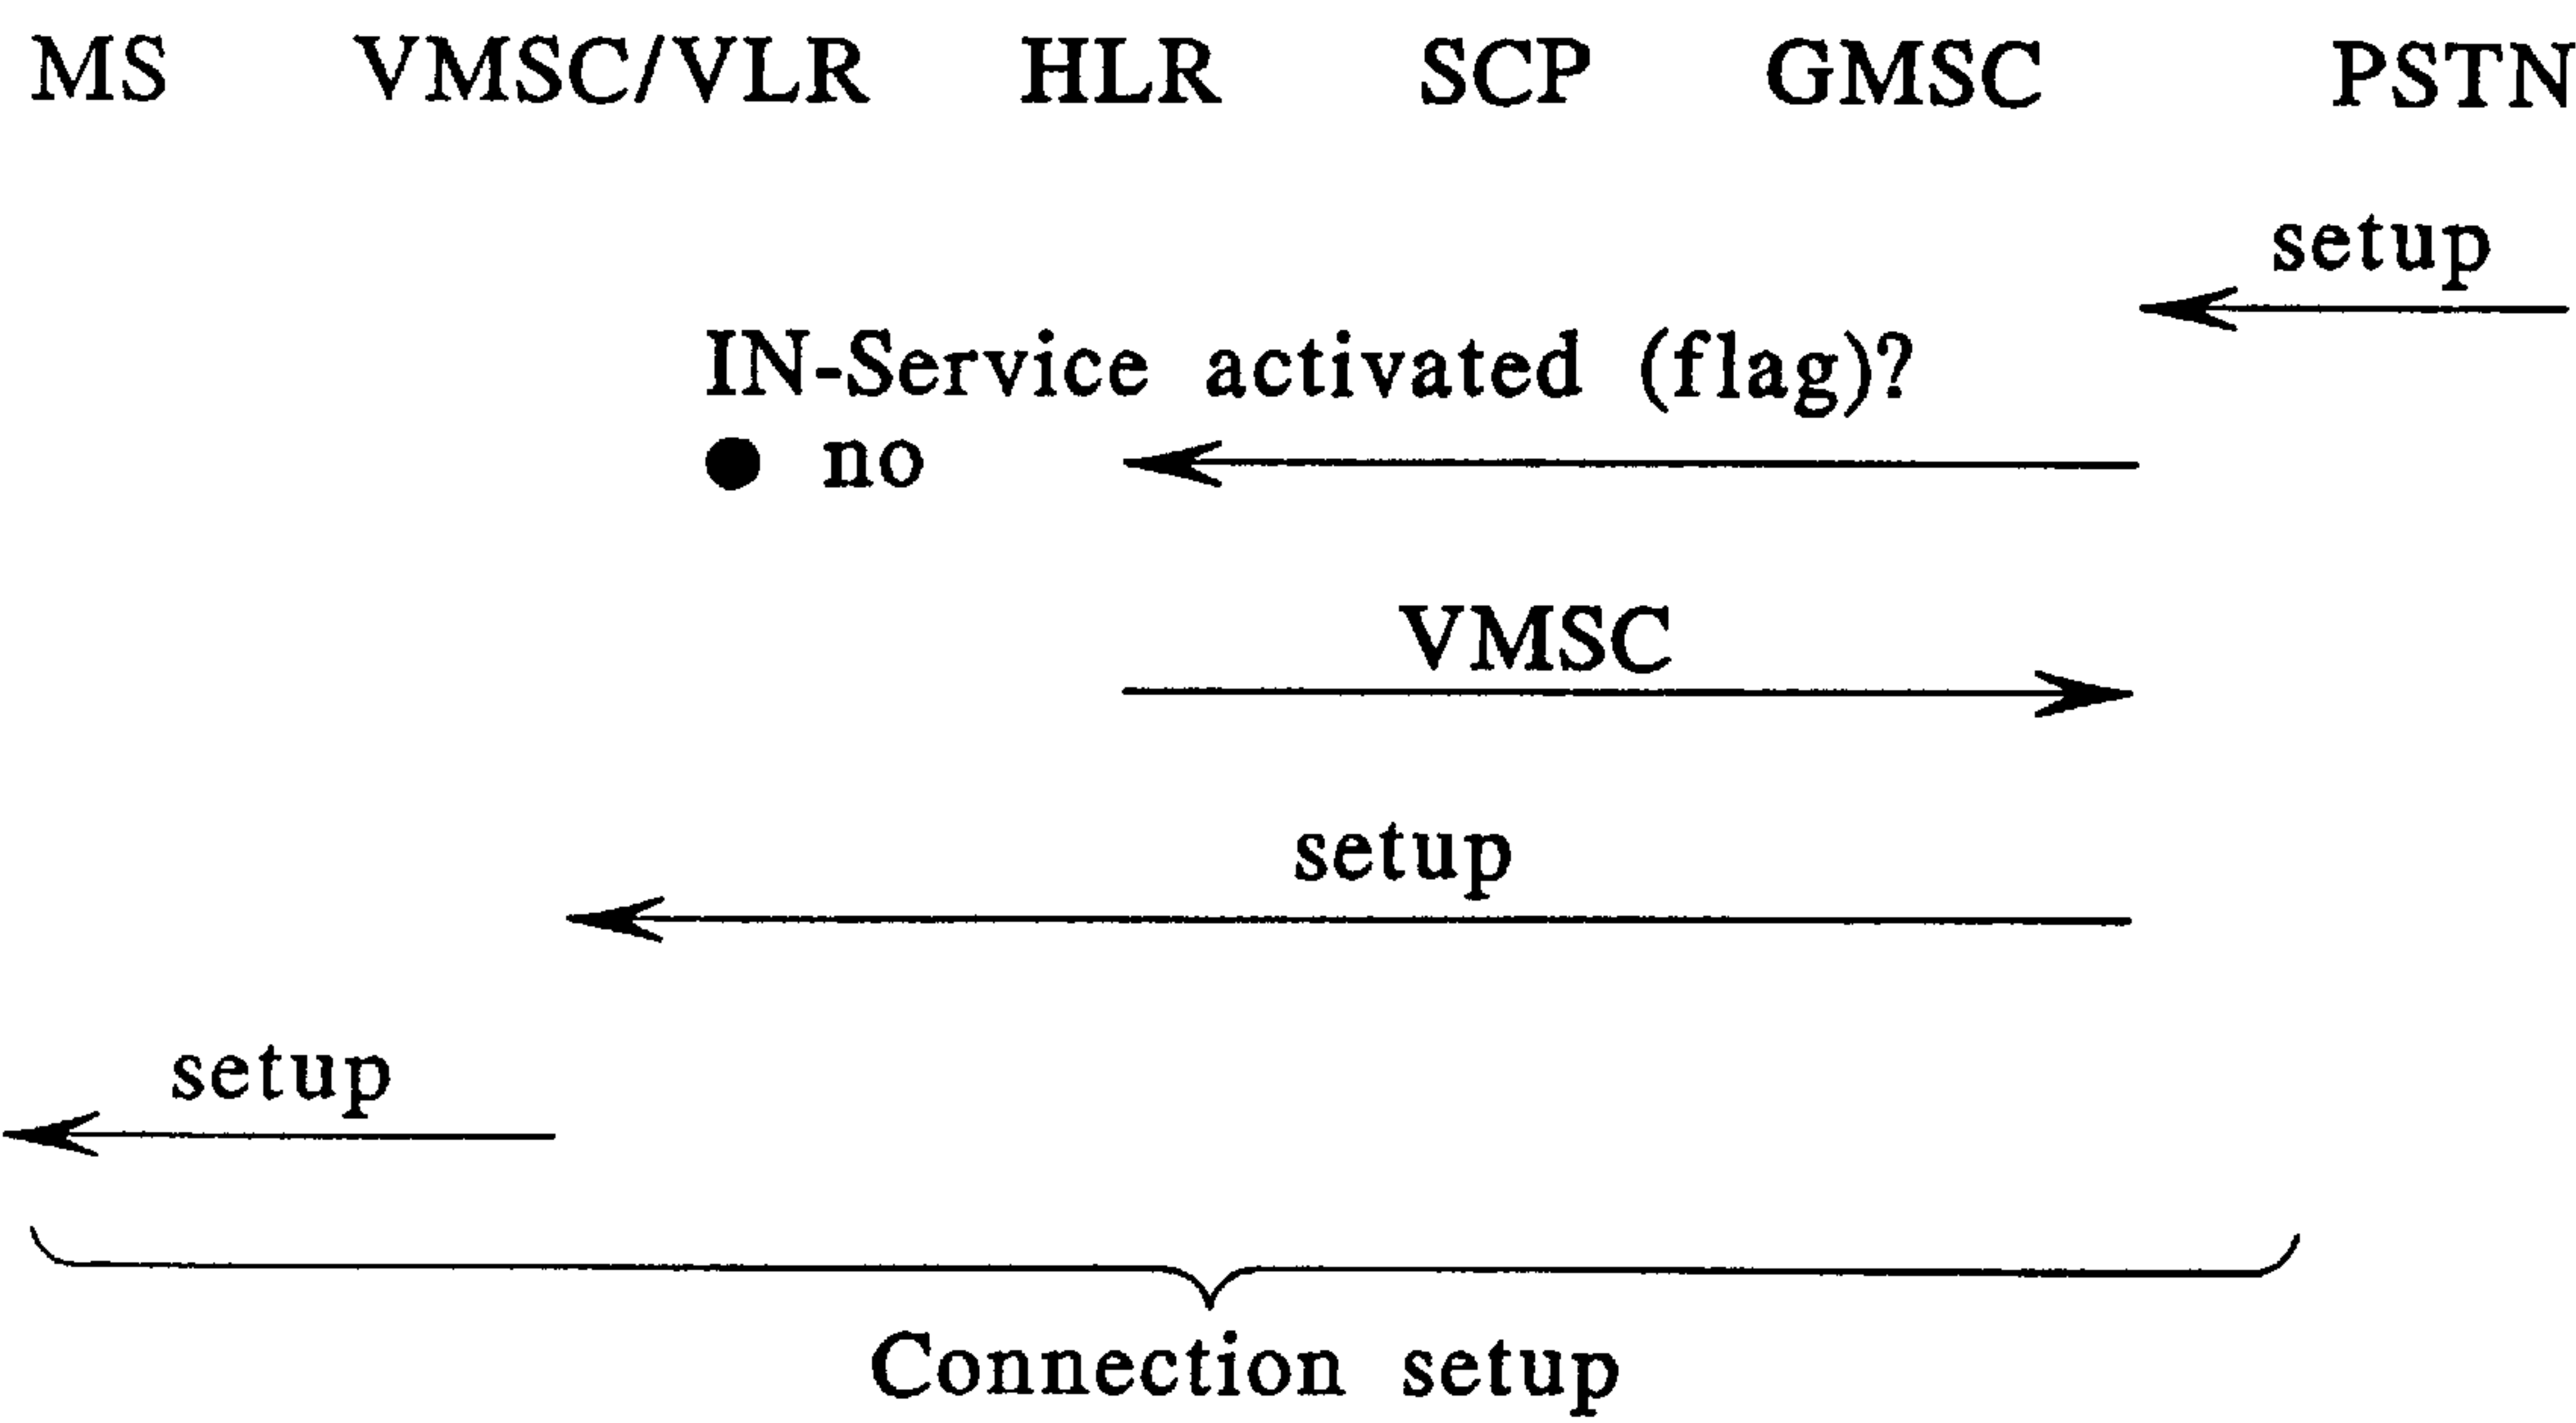 MS VMSC/VLR HLR SCP GMSC PSTN
setup
IN-Service activated (flag)?
● no
VMSC
setup
setup
Connection setup